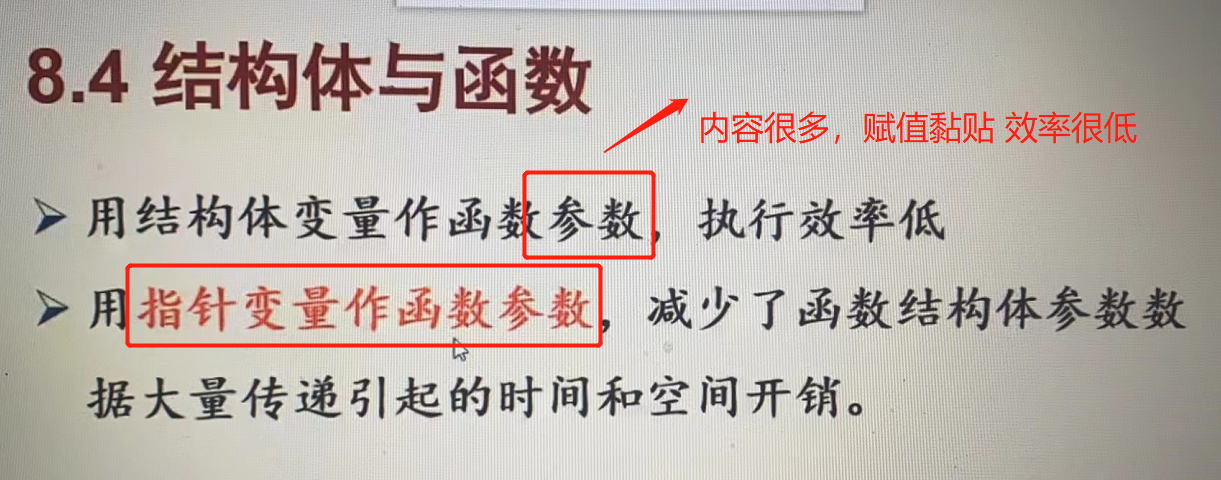 8.4 结构体与函数
内容很多，赋值黏贴 效率很低
用结构体变量作函数参数，执行效率低
用指针变量作函数参数，减少了函数结构体参数数
据大量传递引起的时间和空间开销。